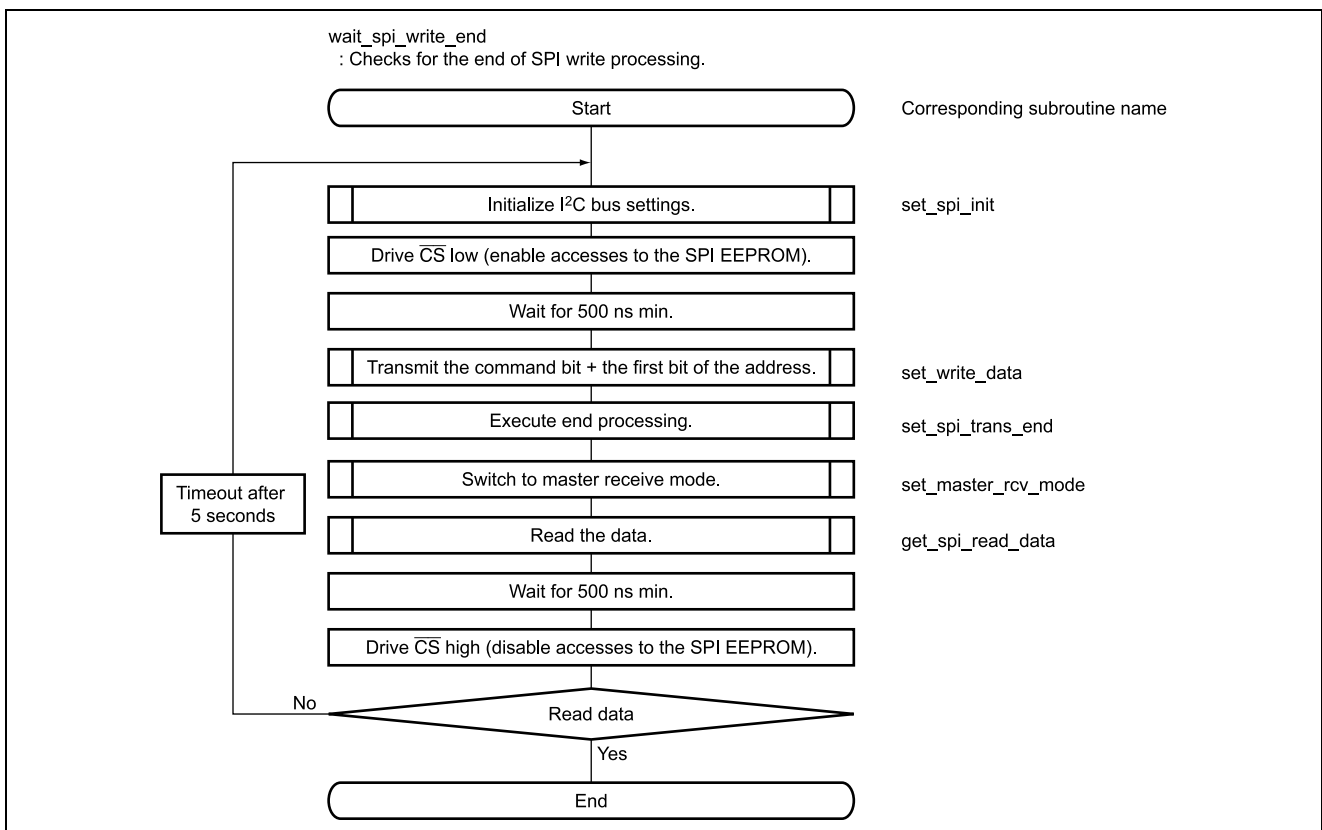 wait_spi_write_end
: Checks for the end of SPI write processing.
Start
Corresponding subroutine name
Initialize I²C bus settings.
set_spi_init
Drive C̅S̅ low (enable accesses to the SPI EEPROM).
Wait for 500 ns min.
Transmit the command bit + the first bit of the address.
set_write_data
Execute end processing.
set_spi_trans_end
Switch to master receive mode.
set_master_rcv_mode
Timeout after
5 seconds
Read the data.
get_spi_read_data
Wait for 500 ns min.
Drive C̅S̅ high (disable accesses to the SPI EEPROM).
No
Read data
Yes
End